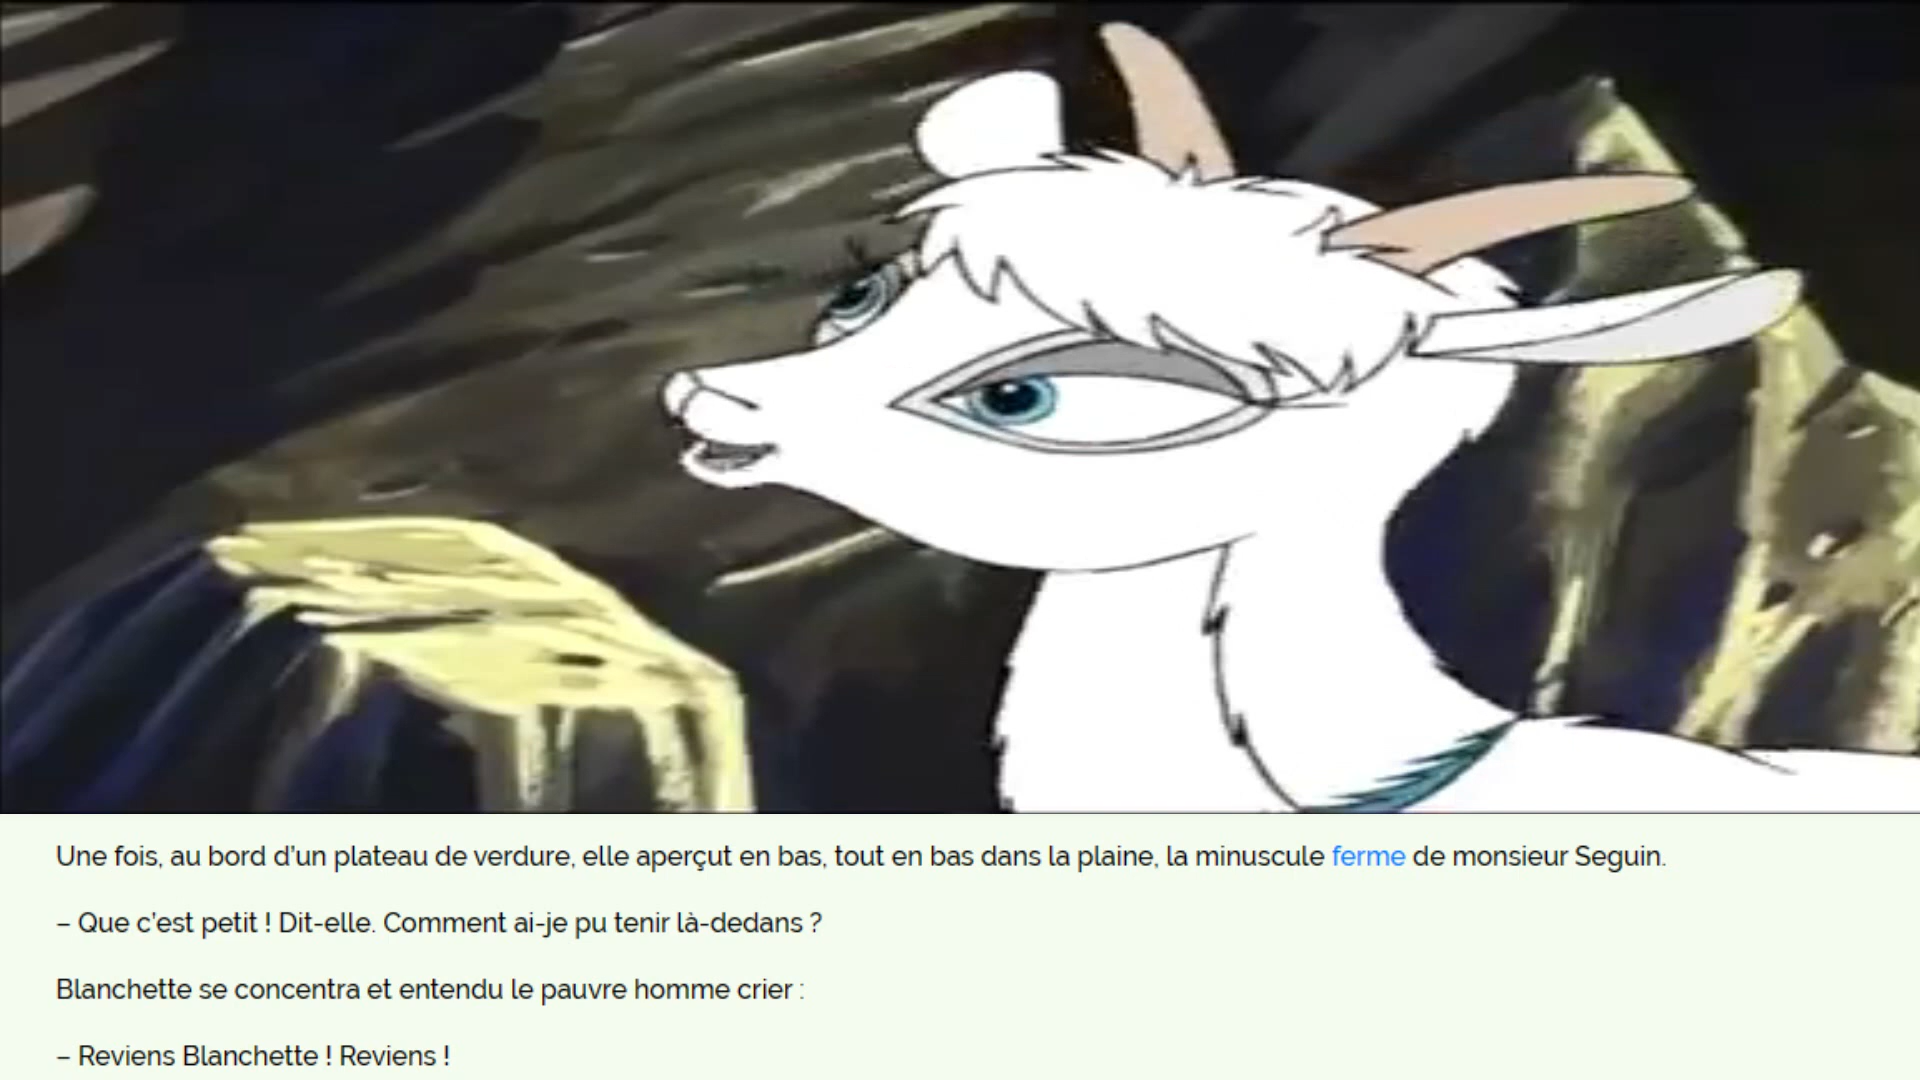 Une fois, au bord d’un plateau de verdure, elle aperçut en bas, tout en bas dans la plaine, la minuscule ferme de monsieur Seguin.
– Que c’est petit ! Dit-elle. Comment ai-je pu tenir là-dedans ?
Blanchette se concentra et entendu le pauvre homme crier :
– Reviens Blanchette ! Reviens !